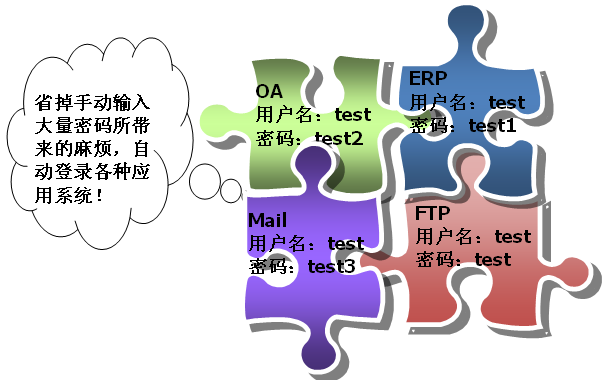 省掉手动输入
大量密码所带
来的麻烦，自
动登录各种应
用系统！
OA
用户名：test
密码：test2
ERP
用户名：test
密码：test1
Mail
用户名：test
密码：test3
FTP
用户名：test
密码：test